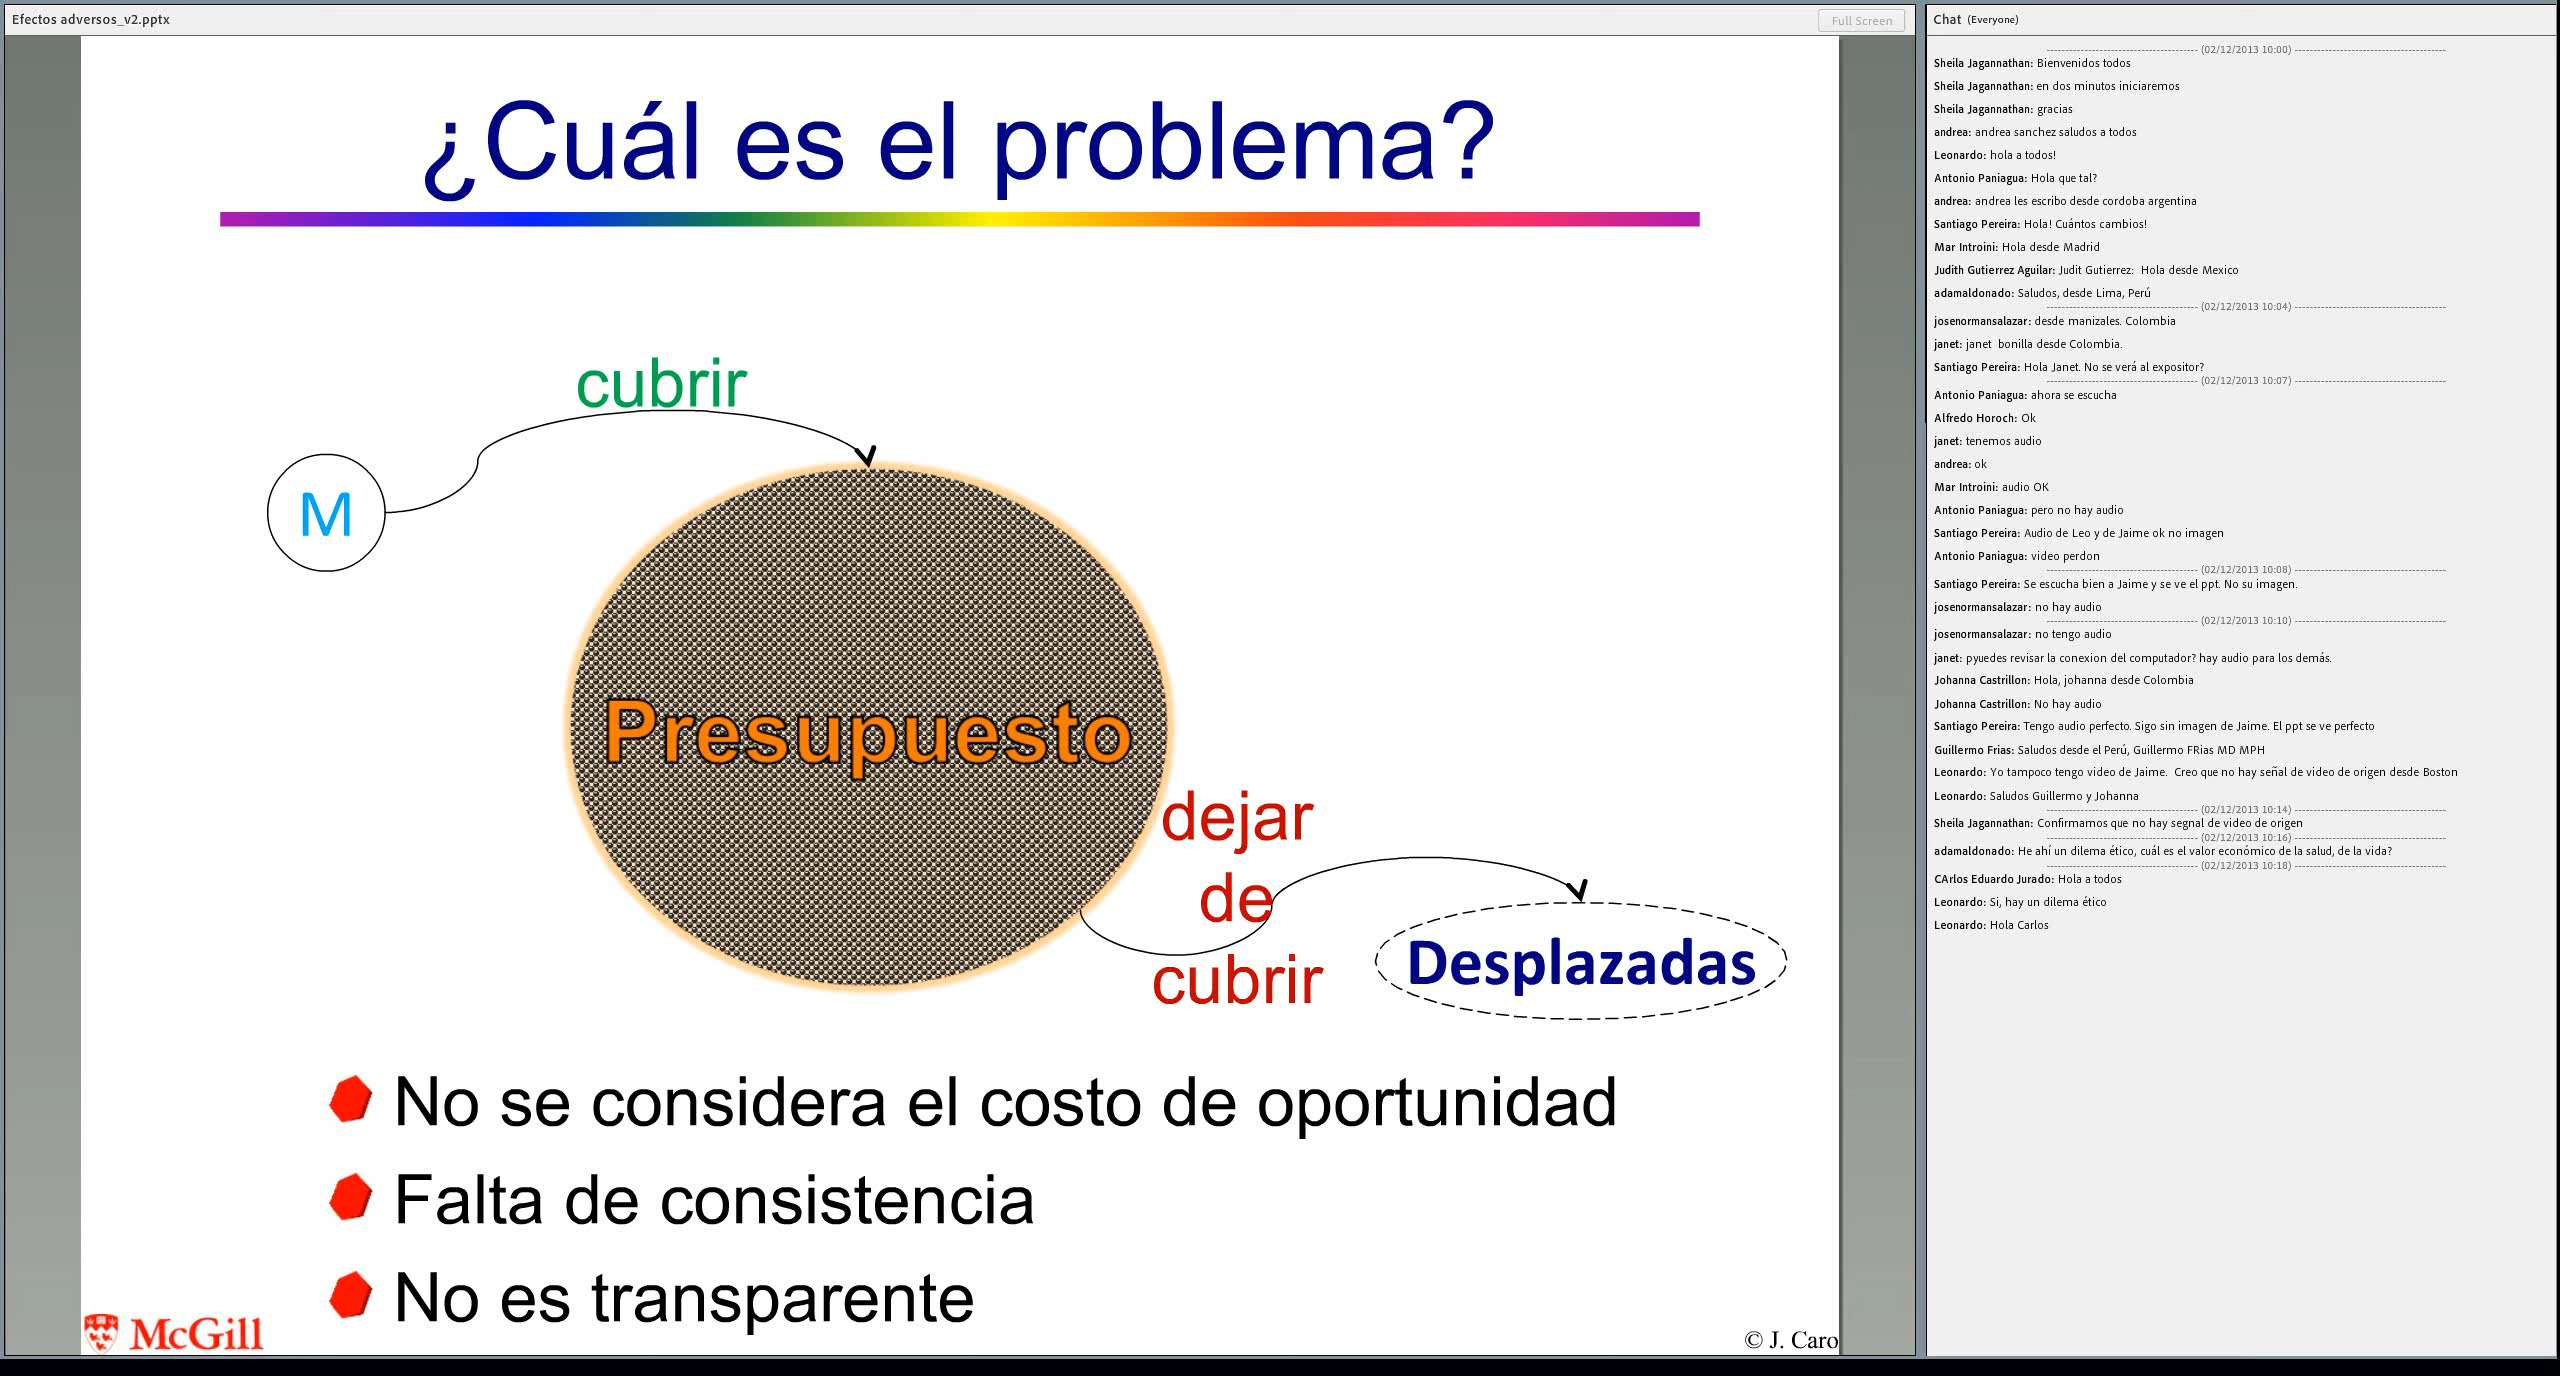 Efectos adversos_v2.pptx
Full Screen
¿Cuál es el problema?
cubrir
M
Presupuesto
dejar
de
cubrir
Desplazadas
No se considera el costo de oportunidad
Falta de consistencia
No es transparente
McGill
© J. Caro
Chat (Everyone)
(02/12/2013 10:00)
Sheila Jagannathan: Bienvenidos todos
Sheila Jagannathan: en dos minutos iniciaremos
Sheila Jagannathan: gracias
andrea: andrea sanchez saludos a todos
Leonardo: hola a todos!
Antonio Paniagua: Hola que tal?
andrea: andrea les escribo desde cordoba argentina
Santiago Pereira: Hola! Cuántos cambios!
Mar Introini: Hola desde Madrid
Judith Gutierrez Aguilar: Judit Gutierrez: Hola desde Mexico
adamaldonado: Saludos, desde Lima, Perú
(02/12/2013 10:04)
josenormansalazar: desde manizales. Colombia
janet: janet bonilla desde Colombia.
Santiago Pereira: Hola Janet. No se verá al expositor?
(02/12/2013 10:07)
Antonio Paniagua: ahora se escucha
Alfredo Horoch: Ok
janet: tenemos audio
andrea: ok
Mar Introini: audio OK
Antonio Paniagua: pero no hay audio
Santiago Pereira: Audio de Leo y de Jaime ok no imagen
Antonio Paniagua: video perdon
(02/12/2013 10:08)
Santiago Pereira: Se escucha bien a Jaime y se ve el ppt. No su imagen.
josenormansalazar: no hay audio
(02/12/2013 10:10)
josenormansalazar: no tengo audio
janet: pyuedes revisar la conexion del computador? hay audio para los demás.
Johanna Castrillon: Hola, johanna desde Colombia
Johanna Castrillon: No hay audio
Santiago Pereira: Tengo audio perfecto. Sigo sin imagen de Jaime. El ppt se ve perfecto
Guillermo Frias: Saludos desde el Perú, Guillermo FRias MD MPH
Leonardo: Yo tampoco tengo video de Jaime. Creo que no hay señal de video de origen desde Boston
Leonardo: Saludos Guillermo y Johanna
(02/12/2013 10:14)
Sheila Jagannathan: Confirmamos que no hay segnal de video de origen
(02/12/2013 10:16)
adamaldonado: He ahí un dilema ético, cuál es el valor económico de la salud, de la vida?
(02/12/2013 10:18)
CArlos Eduardo Jurado: Hola a todos
Leonardo: Si, hay un dilema ético
Leonardo: Hola Carlos